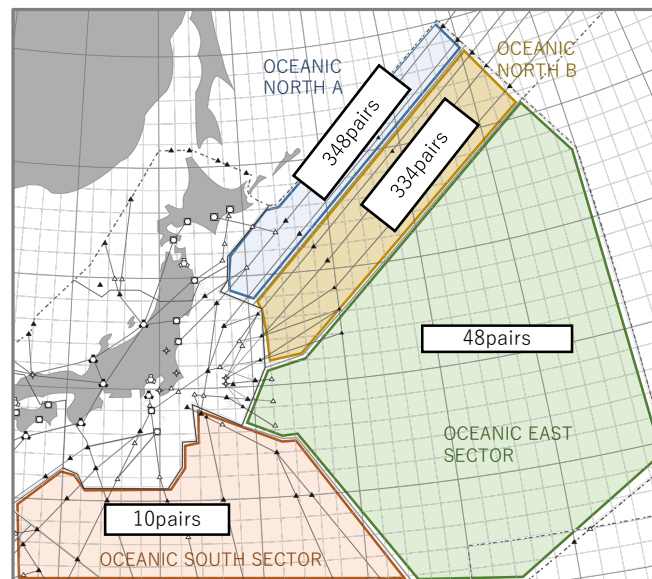 OCEANIC
NORTH A
OCEANIC
NORTH B
348pairs
334pairs
48pairs
OCEANIC EAST
SECTOR
10pairs
OCEANIC SOUTH SECTOR